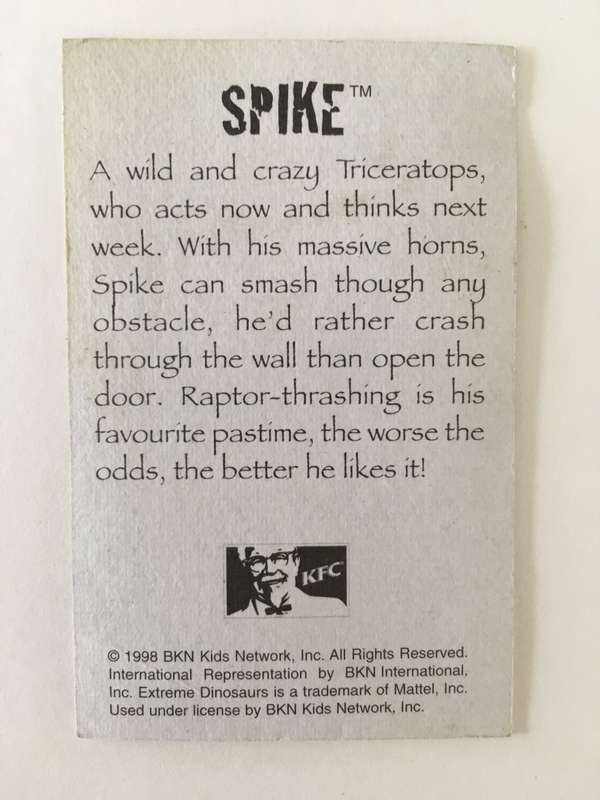 SPIKE™
A wild and crazy Triceratops,
who acts now and thinks next
week. With his massive horns,
Spike can smash though any
obstacle, he'd rather crash
through the wall than open the
door. Raptor-thrashing is his
favourite pastime, the worse the
odds, the better he likes it!
KFC
© 1998 BKN Kids Network, Inc. All Rights Reserved.
International Representation by BKN International,
Inc. Extreme Dinosaurs is a trademark of Mattel, Inc.
Used under license by BKN Kids Network, Inc.